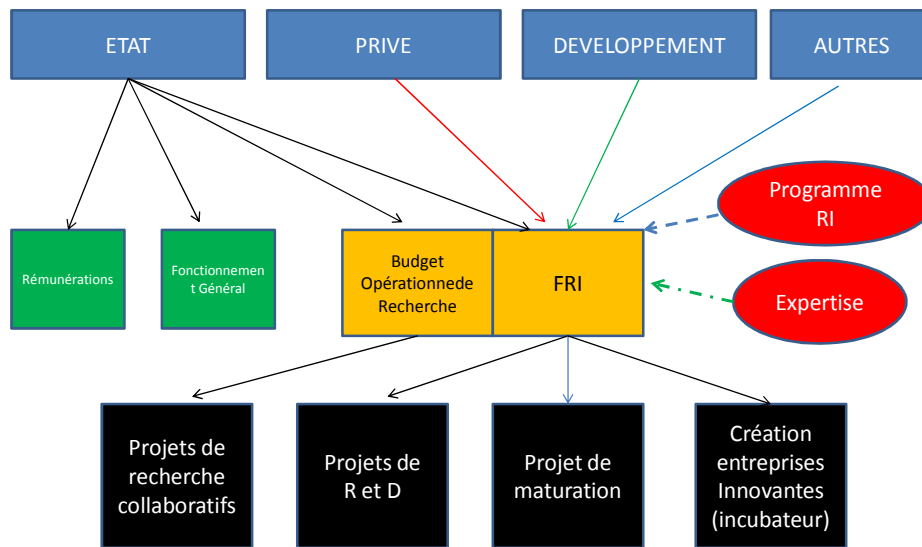 ETAT
PRIVE
DEVELOPPEMENT
AUTRES
Programme
RI
Rémunérations
Fonctionnemen
t Général
Budget
Opérationnede
Recherche
FRI
Expertise
Projets de
recherche
collaboratifs
Projets de
R et D
Projet de
maturation
Création
entreprises
Innovantes
(incubateur)